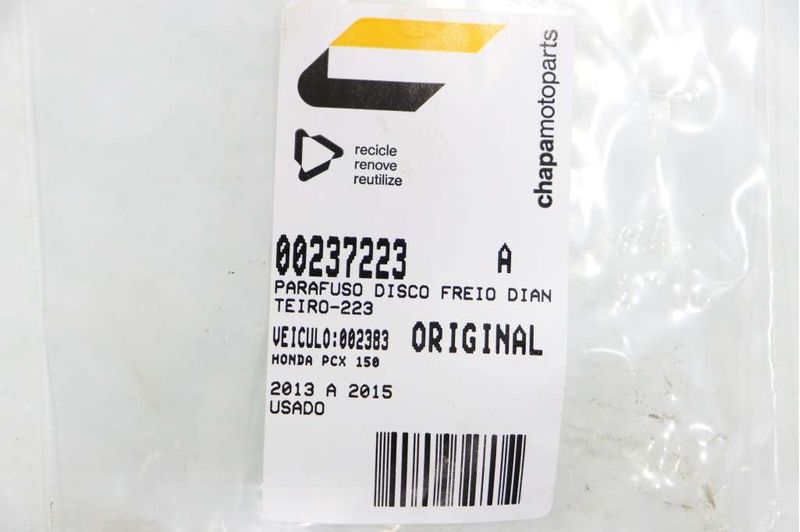 recicle
renove
reutilize
chapamotoparts
00237223 A
PARAFUSO DISCO FREIO DIAN
TEIRO-223
VEICULO:002383 ORIGINAL
HONDA PCX 150
2013 A 2015
USADO